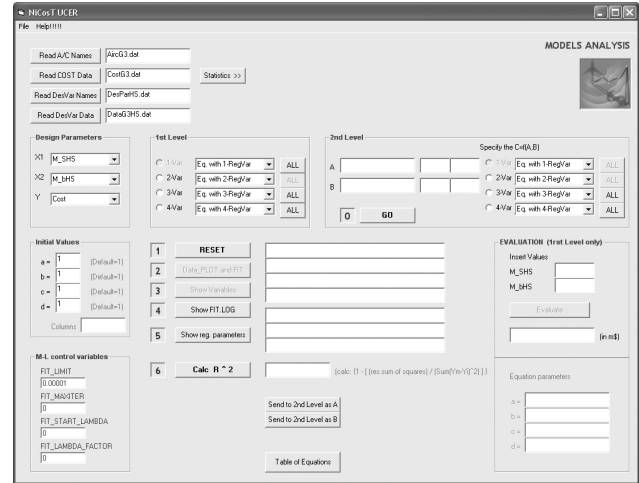 NiCosT UCER
File Help!!!!!
MODELS ANALYSIS
Read A/C Names AircG3.dat
Read COST Data CostG3.dat Statistics >>
Read DesVar Names DesParHS.dat
Read DesVar Data DataG3HS.dat
Design Parameters
X1 M_SHS
X2 M_bHS
Y Cost
1st Level
1-Var Eq. with 1-RegVar ALL
2-Var Eq. with 2-RegVar ALL
3-Var Eq. with 3-RegVar ALL
4-Var Eq. with 4-RegVar ALL
2nd Level
Specify the C=f(A,B)
A
B
1-Var Eq. with 1-RegVar ALL
2-Var Eq. with 2-RegVar ALL
3-Var Eq. with 3-RegVar ALL
4-Var Eq. with 4-RegVar ALL
0 GO
Initial Values
a = 1 (Default=1)
b = 1 (Default=1)
c = 1 (Default=1)
d = 1 (Default=1)
Columns
1 RESET
2 Data_PLOT and FIT
3 Show Variables
4 Show FIT.LOG
5 Show reg. parameters
6 Calc R ^ 2 (calc: (1 - [ (res.sum of squares) / (Sum(Ym-Yi)^2) ] )
Send to 2nd Level as A
Send to 2nd Level as B
Table of Equations
EVALUATION (1rst Level only)
Insert Values
M_SHS
M_bHS
Evaluate
(in m$)
Equation parameters
a =
b =
c =
d =
M-L control variables
FIT_LIMIT
0.00001
FIT_MAXITER
0
FIT_START_LAMBDA
0
FIT_LAMBDA_FACTOR
0